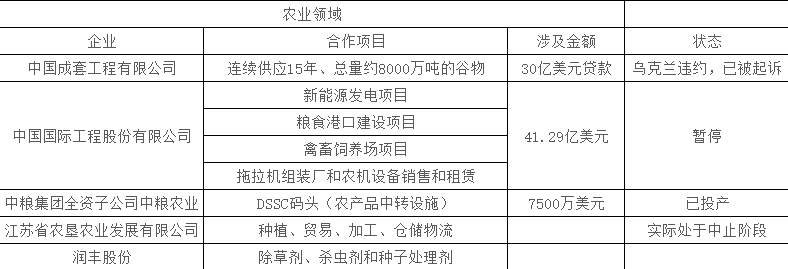 农业领域
企业 合作项目 涉及金额 状态
中国成套工程有限公司 连续供应15年、总量约8000万吨的谷物 30亿美元贷款 乌克兰违约，已被起诉
中国国际工程股份有限公司 新能源发电项目 41.29亿美元 暂停
粮食港口建设项目
禽畜饲养场项目
拖拉机组装厂和农机设备销售和租赁
中粮集团全资子公司中粮农业 DSSC码头（农产品中转设施） 7500万美元 已投产
江苏省农垦农业发展有限公司 种植、贸易、加工、仓储物流 实际处于中止阶段
润丰股份 除草剂、杀虫剂和种子处理剂